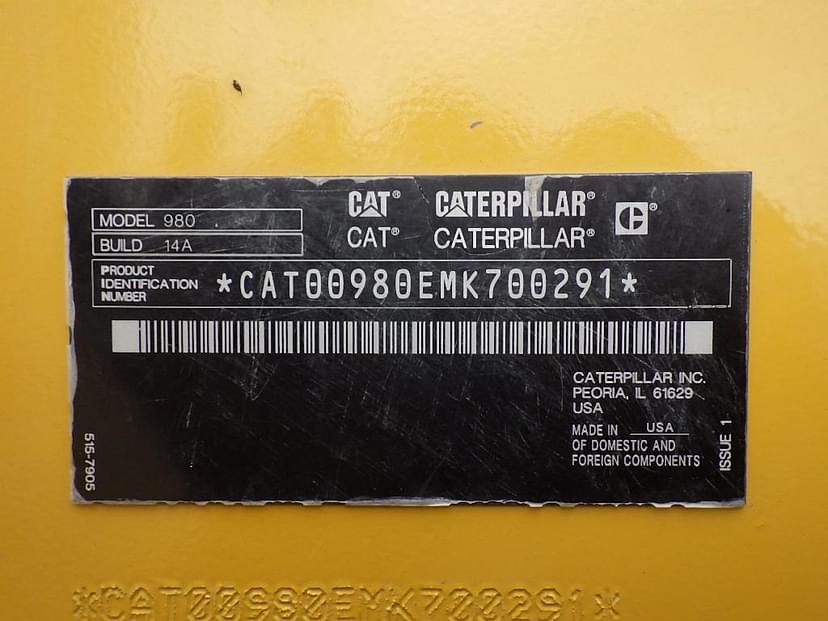 MODEL 980
BUILD 14A
CAT® CATERPILLAR® ®
CAT® CATERPILLAR®
PRODUCT
IDENTIFICATION
NUMBER
*CAT00980EMK700291*
CATERPILLAR INC.
PEORIA, IL 61629
USA
MADE IN USA
OF DOMESTIC AND
FOREIGN COMPONENTS
515-7905
ISSUE 1
*CAT00980EMK700291*